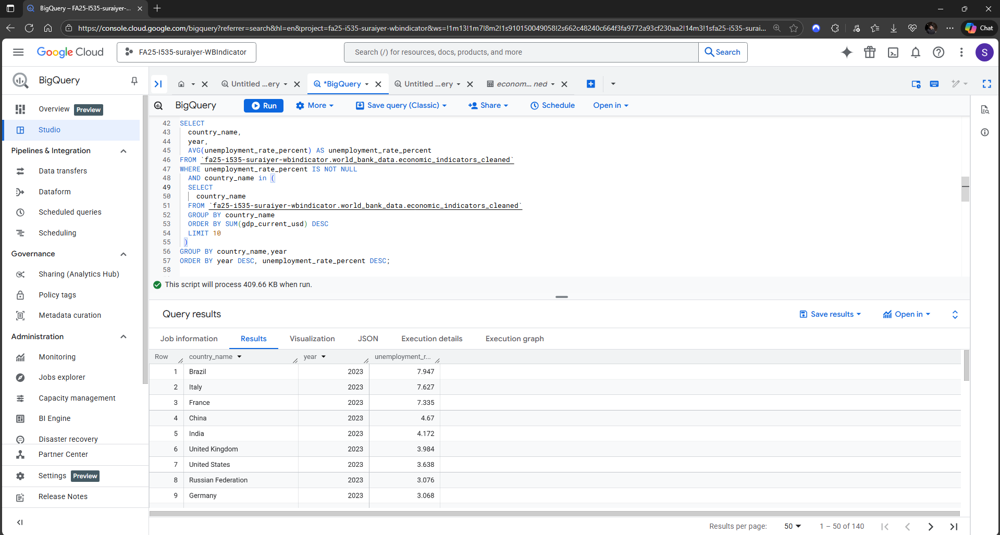 BigQuery – FA25-I535-suraiyer-...
https://console.cloud.google.com/bigquery?referrer=search&hl=en&project=fa25-i535-suraiyer-wbindicator&ws=!1m13!1m7!8m2!1s910150049058!2s662c48240c664f3fa9772a93cf230aa2!14m3!1sfa25-i535-surai...
Chat
Google Cloud
FA25-I535-suraiyer-WBIndicator
Search (/) for resources, docs, products, and more
Search
S
BigQuery
Untitled ...ery
*BigQuery
Untitled ...ery
econom... ned
Overview Preview
Studio
Pipelines & Integration
Data transfers
Dataform
Scheduled queries
Scheduling
Governance
Sharing (Analytics Hub)
Policy tags
Metadata curation
Administration
Monitoring
Jobs explorer
Capacity management
BI Engine
Disaster recovery
Partner Center
Settings Preview
Release Notes
BigQuery
Run
More
Save query (Classic)
Share
Schedule
Open in
42 SELECT
43 country_name,
44 year,
45 AVG(unemployment_rate_percent) AS unemployment_rate_percent
46 FROM `fa25-i535-suraiyer-wbindicator.world_bank_data.economic_indicators_cleaned`
47 WHERE unemployment_rate_percent IS NOT NULL
48 AND country_name in (
49 SELECT
50 country_name
51 FROM `fa25-i535-suraiyer-wbindicator.world_bank_data.economic_indicators_cleaned`
52 GROUP BY country_name
53 ORDER BY SUM(gdp_current_usd) DESC
54 LIMIT 10
55 )
56 GROUP BY country_name,year
57 ORDER BY year DESC, unemployment_rate_percent DESC;
58
This script will process 409.66 KB when run.
Query results
Save results
Open in
Job information
Results
Visualization
JSON
Execution details
Execution graph
Row country_name year unemployment_r...
1 Brazil 2023 7.947
2 Italy 2023 7.627
3 France 2023 7.335
4 China 2023 4.67
5 India 2023 4.172
6 United Kingdom 2023 3.984
7 United States 2023 3.638
8 Russian Federation 2023 3.076
9 Germany 2023 3.068
Results per page: 50 1 – 50 of 140